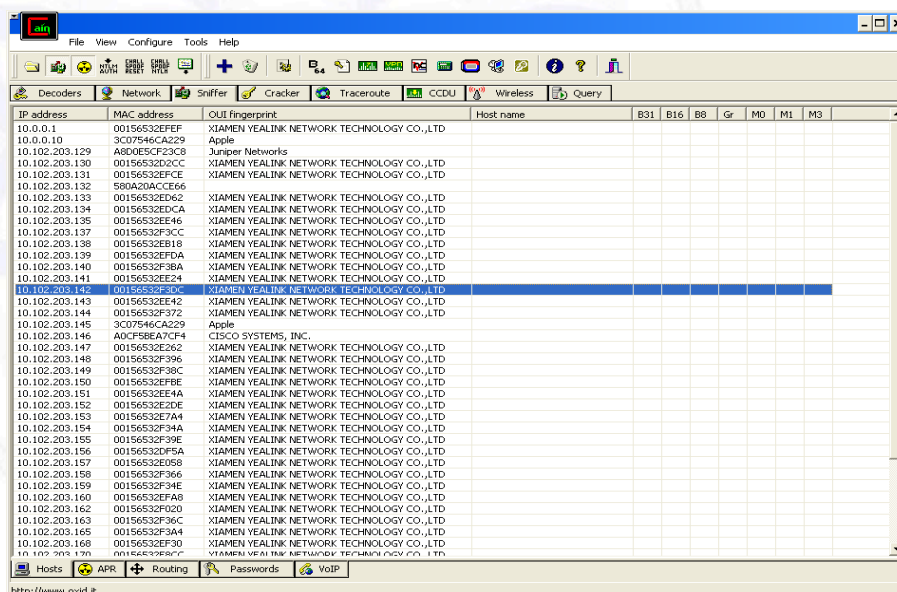 Cain
File View Configure Tools Help
NTLM AUTH CHALL SPOOF RESET CHALL SPOOF NTLM B 64
Decoders Network Sniffer Cracker Traceroute CCDU Wireless Query
IP address MAC address OUI fingerprint Host name B31 B16 B8 Gr M0 M1 M3
10.0.0.1 00156532EFEF XIAMEN YEALINK NETWORK TECHNOLOGY CO.,LTD
10.0.0.10 3C07546CA229 Apple
10.102.203.129 A8D0E5CF23C8 Juniper Networks
10.102.203.130 00156532D2CC XIAMEN YEALINK NETWORK TECHNOLOGY CO.,LTD
10.102.203.131 00156532EFCE XIAMEN YEALINK NETWORK TECHNOLOGY CO.,LTD
10.102.203.132 580A20ACCE66
10.102.203.133 00156532ED62 XIAMEN YEALINK NETWORK TECHNOLOGY CO.,LTD
10.102.203.134 00156532EDCA XIAMEN YEALINK NETWORK TECHNOLOGY CO.,LTD
10.102.203.135 00156532EE46 XIAMEN YEALINK NETWORK TECHNOLOGY CO.,LTD
10.102.203.137 00156532F3CC XIAMEN YEALINK NETWORK TECHNOLOGY CO.,LTD
10.102.203.138 00156532EB18 XIAMEN YEALINK NETWORK TECHNOLOGY CO.,LTD
10.102.203.139 00156532EFDA XIAMEN YEALINK NETWORK TECHNOLOGY CO.,LTD
10.102.203.140 00156532F3BA XIAMEN YEALINK NETWORK TECHNOLOGY CO.,LTD
10.102.203.141 00156532EE24 XIAMEN YEALINK NETWORK TECHNOLOGY CO.,LTD
10.102.203.142 00156532F3DC XIAMEN YEALINK NETWORK TECHNOLOGY CO.,LTD
10.102.203.143 00156532EE42 XIAMEN YEALINK NETWORK TECHNOLOGY CO.,LTD
10.102.203.144 00156532F372 XIAMEN YEALINK NETWORK TECHNOLOGY CO.,LTD
10.102.203.145 3C07546CA229 Apple
10.102.203.146 A0CF5BEA7CF4 CISCO SYSTEMS, INC.
10.102.203.147 00156532E262 XIAMEN YEALINK NETWORK TECHNOLOGY CO.,LTD
10.102.203.148 00156532F396 XIAMEN YEALINK NETWORK TECHNOLOGY CO.,LTD
10.102.203.149 00156532F38C XIAMEN YEALINK NETWORK TECHNOLOGY CO.,LTD
10.102.203.150 00156532EFBE XIAMEN YEALINK NETWORK TECHNOLOGY CO.,LTD
10.102.203.151 00156532EE4A XIAMEN YEALINK NETWORK TECHNOLOGY CO.,LTD
10.102.203.152 00156532E2DE XIAMEN YEALINK NETWORK TECHNOLOGY CO.,LTD
10.102.203.153 00156532E7A4 XIAMEN YEALINK NETWORK TECHNOLOGY CO.,LTD
10.102.203.154 00156532F34A XIAMEN YEALINK NETWORK TECHNOLOGY CO.,LTD
10.102.203.155 00156532F39E XIAMEN YEALINK NETWORK TECHNOLOGY CO.,LTD
10.102.203.156 00156532DF5A XIAMEN YEALINK NETWORK TECHNOLOGY CO.,LTD
10.102.203.157 00156532E058 XIAMEN YEALINK NETWORK TECHNOLOGY CO.,LTD
10.102.203.158 00156532F366 XIAMEN YEALINK NETWORK TECHNOLOGY CO.,LTD
10.102.203.159 00156532F34E XIAMEN YEALINK NETWORK TECHNOLOGY CO.,LTD
10.102.203.160 00156532EFA8 XIAMEN YEALINK NETWORK TECHNOLOGY CO.,LTD
10.102.203.162 00156532F020 XIAMEN YEALINK NETWORK TECHNOLOGY CO.,LTD
10.102.203.163 00156532F36C XIAMEN YEALINK NETWORK TECHNOLOGY CO.,LTD
10.102.203.165 00156532F3A4 XIAMEN YEALINK NETWORK TECHNOLOGY CO.,LTD
10.102.203.168 00156532EF30 XIAMEN YEALINK NETWORK TECHNOLOGY CO.,LTD
10.102.203.170 00156532E8CC XIAMEN YEALINK NETWORK TECHNOLOGY CO.,LTD
Hosts APR Routing Passwords VoIP
http://www.oxid.it